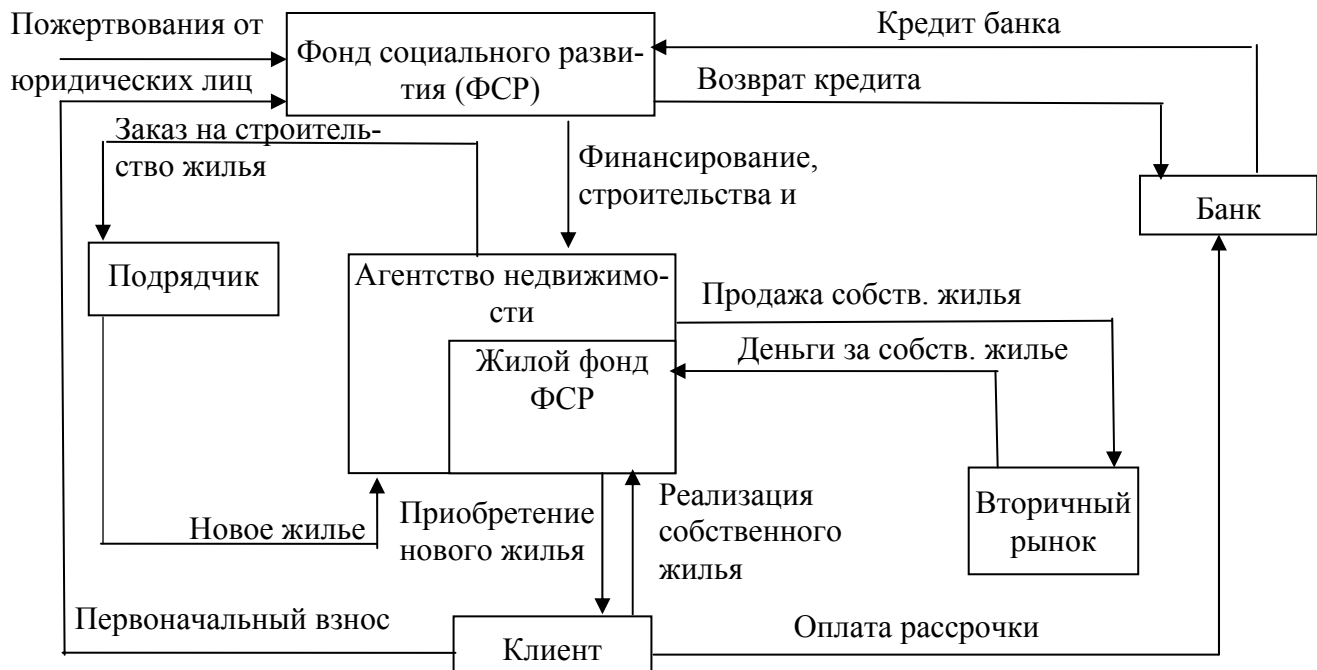 Пожертвования от
юридических лиц
Фонд социального разви-
тия (ФСР)
Кредит банка
Возврат кредита
Заказ на строитель-
ство жилья
Финансирование,
строительства и
Банк
Подрядчик
Агентство недвижимо-
сти
Продажа собств. жилья
Жилой фонд
ФСР
Деньги за собств. жилье
Вторичный
рынок
Новое жилье
Приобретение
нового жилья
Реализация
собственного
жилья
Первоначальный взнос
Клиент
Оплата рассрочки